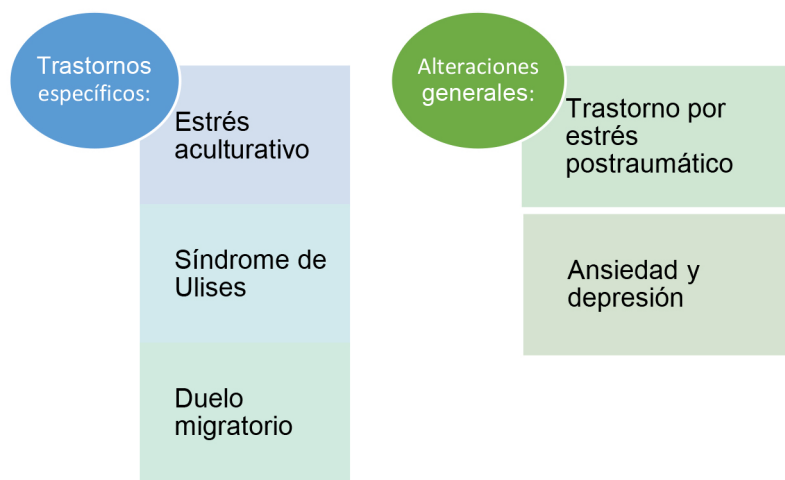 Trastornos
específicos:
Estrés
aculturativo
Síndrome de
Ulises
Duelo
migratorio
Alteraciones
generales:
Trastorno por
estrés
postraumático
Ansiedad y
depresión